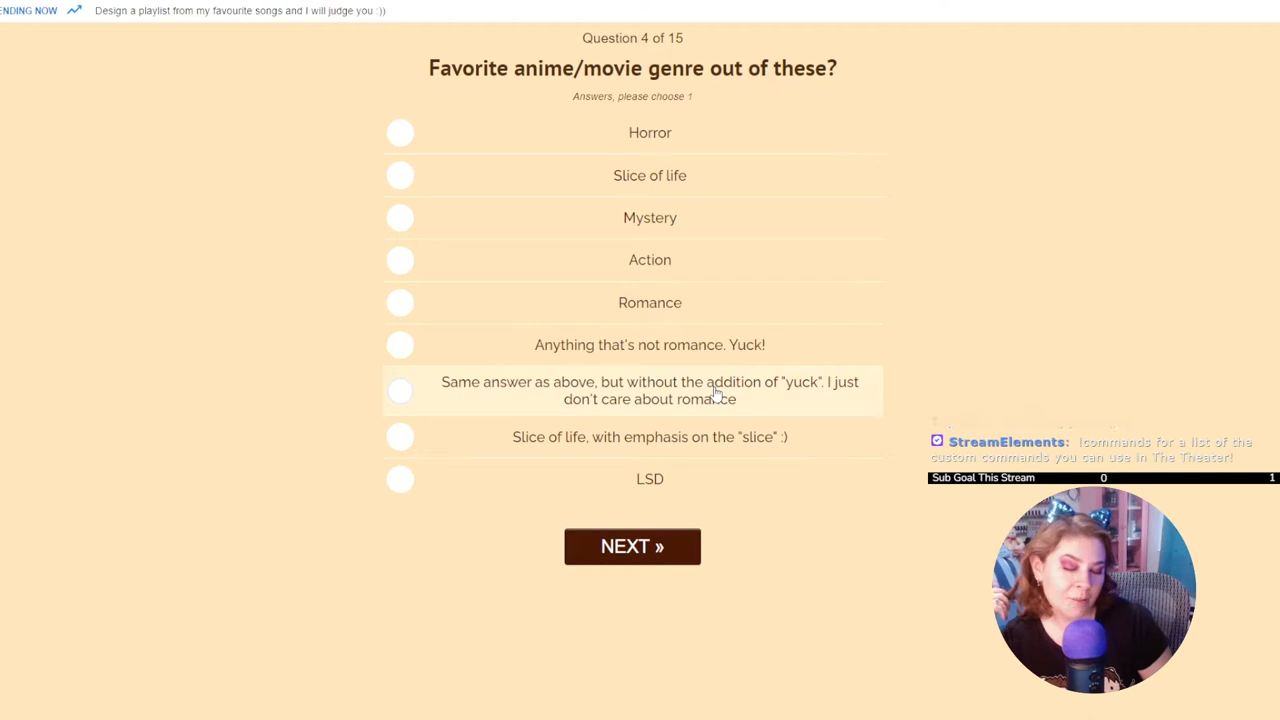 ENDING NOW Design a playlist from my favourite songs and I will judge you :))
Question 4 of 15
Favorite anime/movie genre out of these?
Answers, please choose 1
Horror
Slice of life
Mystery
Action
Romance
Anything that's not romance. Yuck!
Same answer as above, but without the addition of "yuck". I just
don't care about romance
Slice of life, with emphasis on the "slice" :)
LSD
NEXT »
StreamElements: !commands for a list of the
custom commands you can use in The Theater!
Sub Goal This Stream 0 1